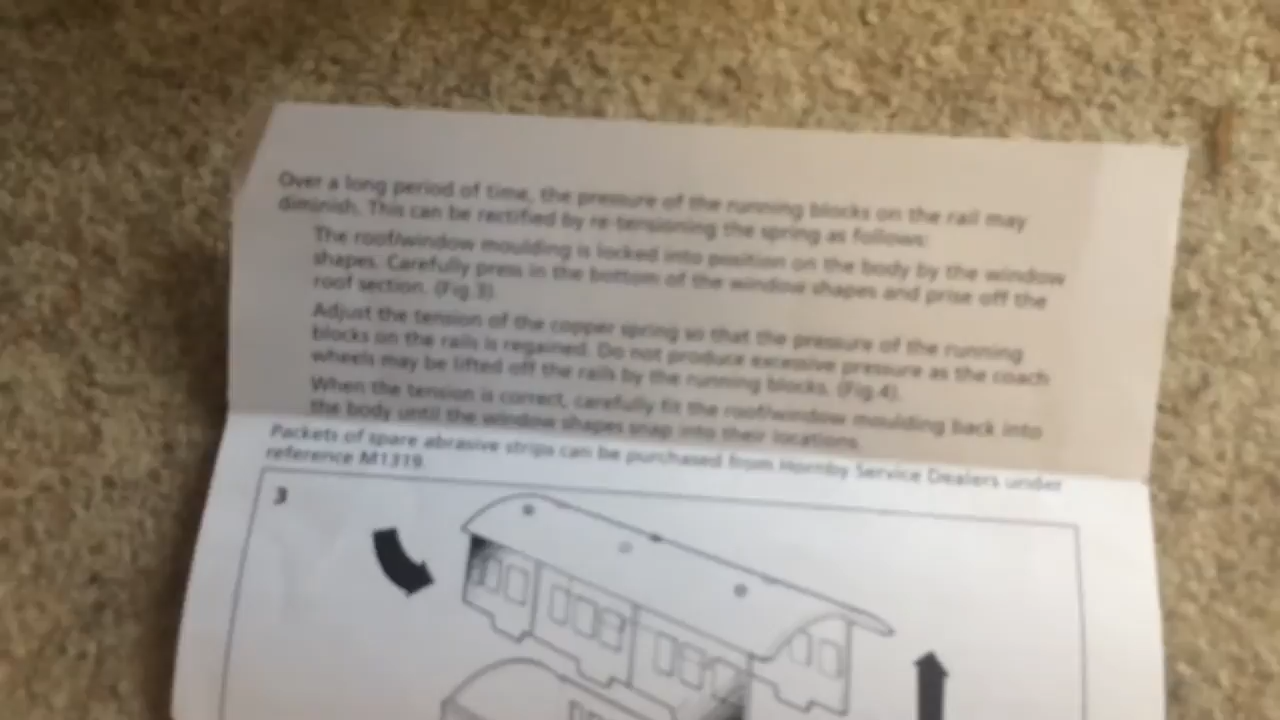 Over a long period of time, the pressure of the running blocks on the rail may
diminish. This can be rectified by re-tensioning the spring as follows:
The roof/window moulding is locked into position on the body by the window
shapes. Carefully press in the bottom of the window shapes and prise off the
roof section. (Fig.3).
Adjust the tension of the copper spring so that the pressure of the running
blocks on the rails is regained. Do not produce excessive pressure as the coach
wheels may be lifted off the rails by the running blocks. (Fig.4).
When the tension is correct, carefully fit the roof/window moulding back into
the body until the window shapes snap into their locations.
Packets of spare abrasive strips can be purchased from Hornby Service Dealers under
reference M1319.
3